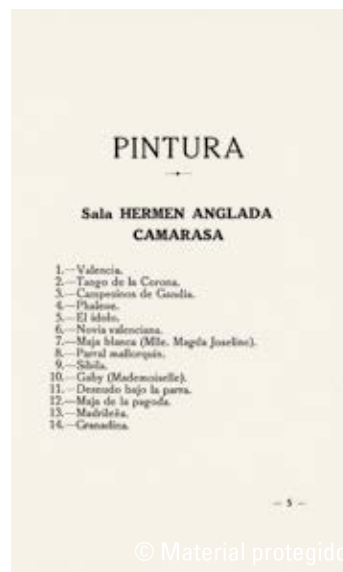 PINTURA
Sala HERMEN ANGLADA
CAMARASA
1.—Valencia.
2.—Tango de la Corona.
3.—Campesinos de Gandía.
4.—Phalene.
5.—El ídolo.
6.—Novia valenciana.
7.—Maja blanca (Mlle. Magda Joseline).
8.—Parral mallorquín.
9.—Sibila.
10.—Gaby (Mademoiselle).
11.—Desnudo bajo la parra.
12.—Maja de la pagoda.
13.—Madrileña.
14.—Granadina.
— 5 —
© Material protegido